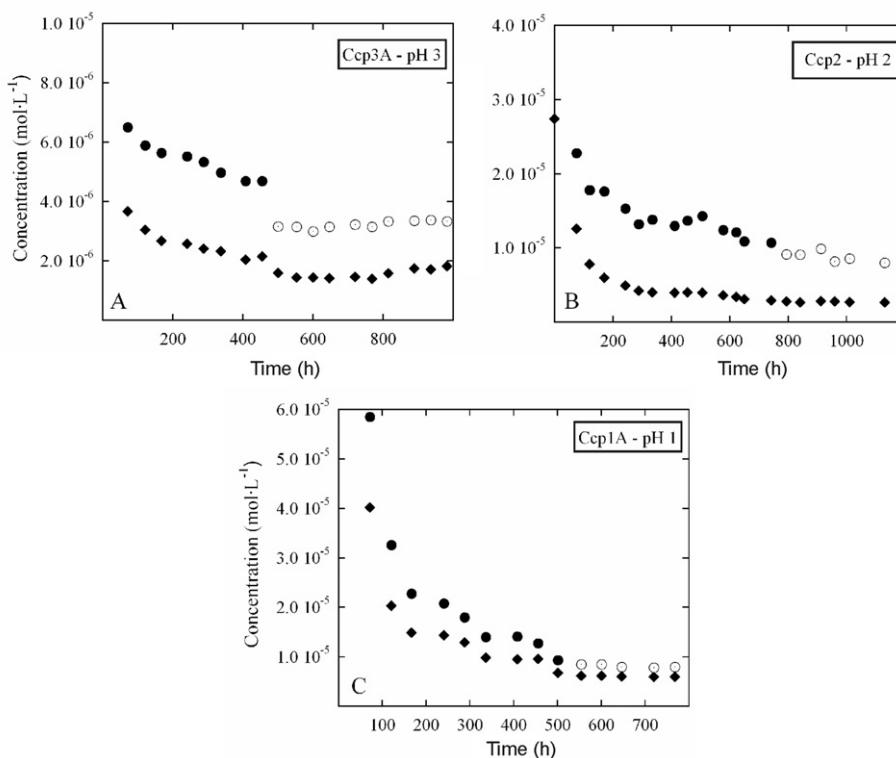 Ccp3A - pH 3
Concentration (mol·L⁻¹)
1.0 10⁻⁵
8.0 10⁻⁶
6.0 10⁻⁶
4.0 10⁻⁶
2.0 10⁻⁶
A
200 400 600 800
Time (h)
Ccp2 - pH 2
4.0 10⁻⁵
3.0 10⁻⁵
2.0 10⁻⁵
1.0 10⁻⁵
B
200 400 600 800 1000
Time (h)
Ccp1A - pH 1
Concentration (mol·L⁻¹)
6.0 10⁻⁵
5.0 10⁻⁵
4.0 10⁻⁵
3.0 10⁻⁵
2.0 10⁻⁵
1.0 10⁻⁵
C
100 200 300 400 500 600 700
Time (h)